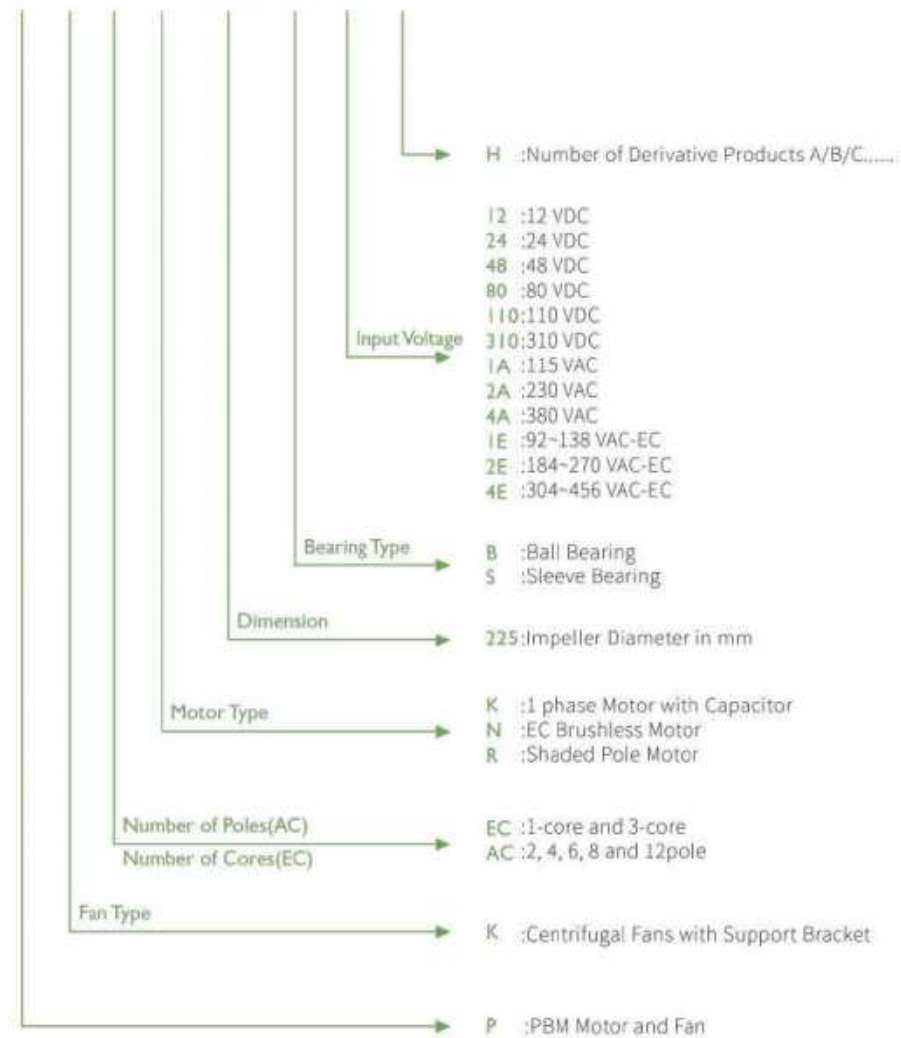 H :Number of Derivative Products A/B/C......
12 :12 VDC
24 :24 VDC
48 :48 VDC
80 :80 VDC
110:110 VDC
Input Voltage 310:310 VDC
1A :115 VAC
2A :230 VAC
4A :380 VAC
1E :92~138 VAC-EC
2E :184~270 VAC-EC
4E :304~456 VAC-EC
Bearing Type B :Ball Bearing
S :Sleeve Bearing
Dimension
225:Impeller Diameter in mm
Motor Type K :1 phase Motor with Capacitor
N :EC Brushless Motor
R :Shaded Pole Motor
Number of Poles(AC) EC :1-core and 3-core
Number of Cores(EC) AC :2, 4, 6, 8 and 12pole
Fan Type
K :Centrifugal Fans with Support Bracket
P :PBM Motor and Fan